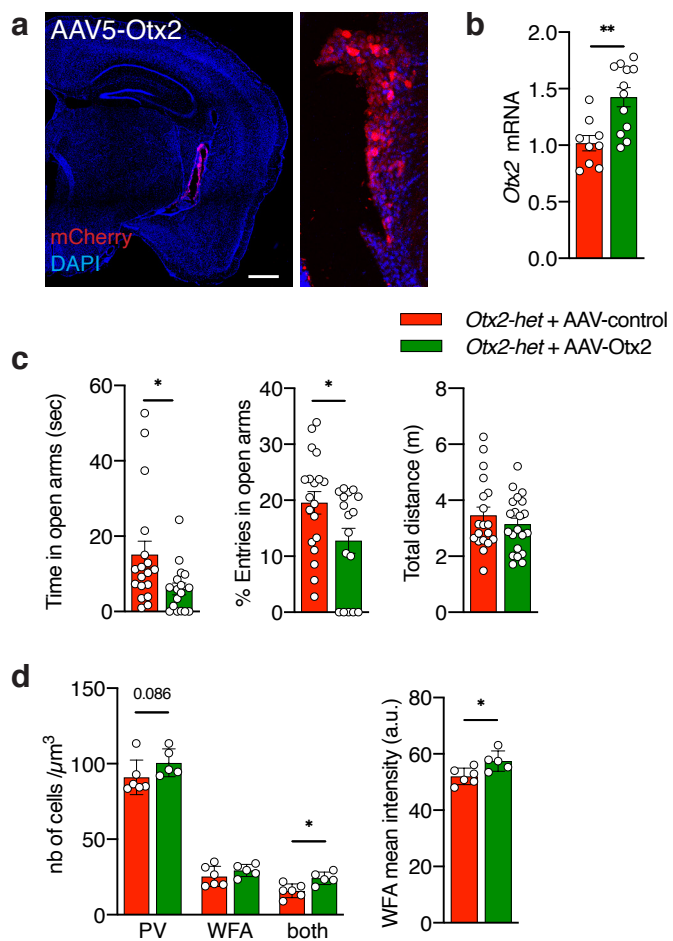 a
AAV5-Otx2
mCherry
DAPI
b
**
Otx2 mRNA
2.0
1.5
1.0
0.5
0.0
Otx2-het + AAV-control
Otx2-het + AAV-Otx2
c
*
Time in open arms (sec)
60
40
20
0
*
% Entries in open arms
40
30
20
10
0
Total distance (m)
8
6
4
2
0
d
nb of cells /µm³
150
100
50
0
0.086
*
PV
WFA
both
*
WFA mean intensity (a.u.)
80
60
40
20
0